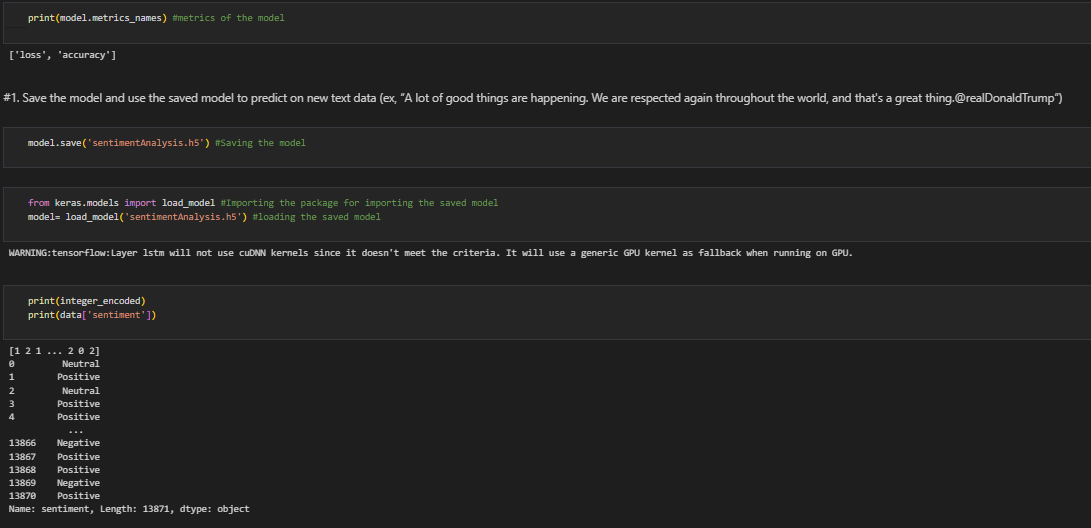 print(model.metrics_names) #metrics of the model
['loss', 'accuracy']
#1. Save the model and use the saved model to predict on new text data (ex, “A lot of good things are happening. We are respected again throughout the world, and that's a great thing.@realDonaldTrump”)
model.save('sentimentAnalysis.h5') #Saving the model
from keras.models import load_model #Importing the package for importing the saved model
model= load_model('sentimentAnalysis.h5') #loading the saved model
WARNING:tensorflow:Layer lstm will not use cuDNN kernels since it doesn't meet the criteria. It will use a generic GPU kernel as fallback when running on GPU.
print(integer_encoded)
print(data['sentiment'])
[1 2 1 ... 2 0 2]
0 Neutral
1 Positive
2 Neutral
3 Positive
4 Positive
...
13866 Negative
13867 Positive
13868 Positive
13869 Negative
13870 Positive
Name: sentiment, Length: 13871, dtype: object